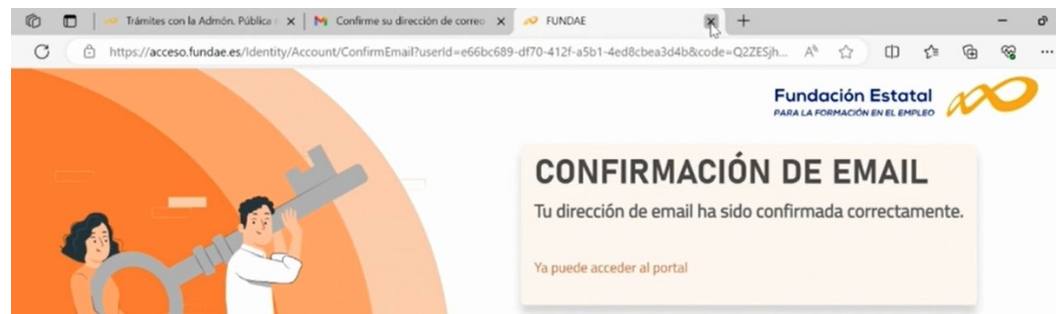 Trámites con la Admón. Pública
Confirme su dirección de correo
FUNDAE
https://acceso.fundae.es/Identity/Account/ConfirmEmail?userId=e66bc689-df70-412f-a5b1-4ed8cbea3d4b&code=Q2ZESjh...
Fundación Estatal
PARA LA FORMACIÓN EN EL EMPLEO
CONFIRMACIÓN DE EMAIL
Tu dirección de email ha sido confirmada correctamente.
Ya puede acceder al portal